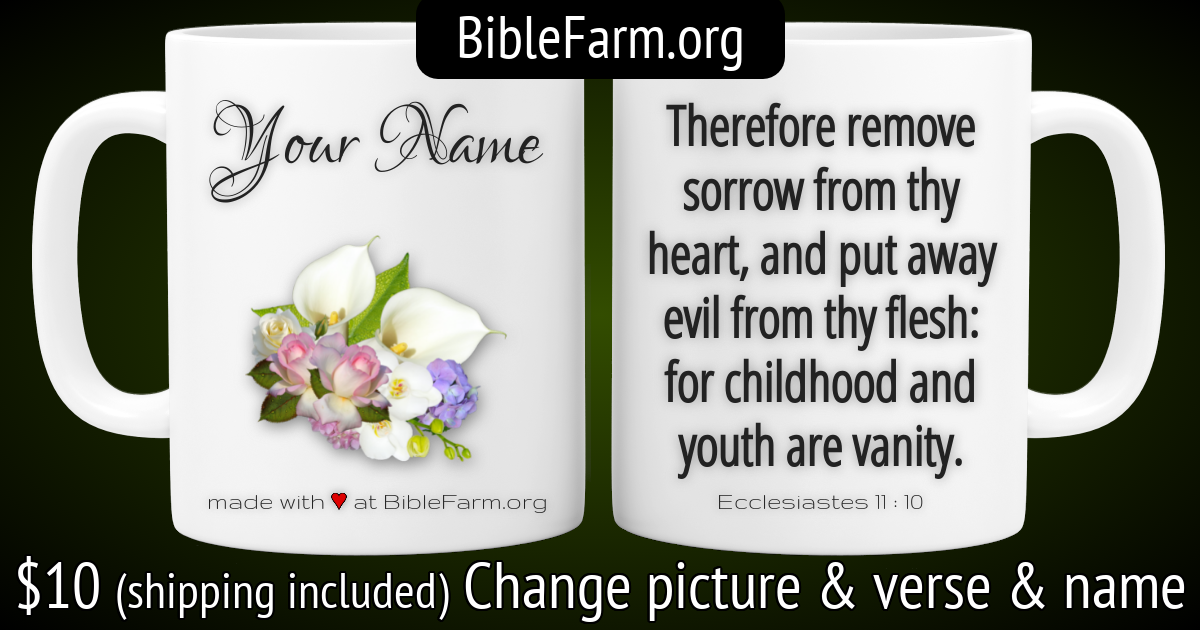 BibleFarm.org
Your Name
made with ♥ at BibleFarm.org
Therefore remove
sorrow from thy
heart, and put away
evil from thy flesh:
for childhood and
youth are vanity.
Ecclesiastes 11 : 10
$10 (shipping included) Change picture & verse & name